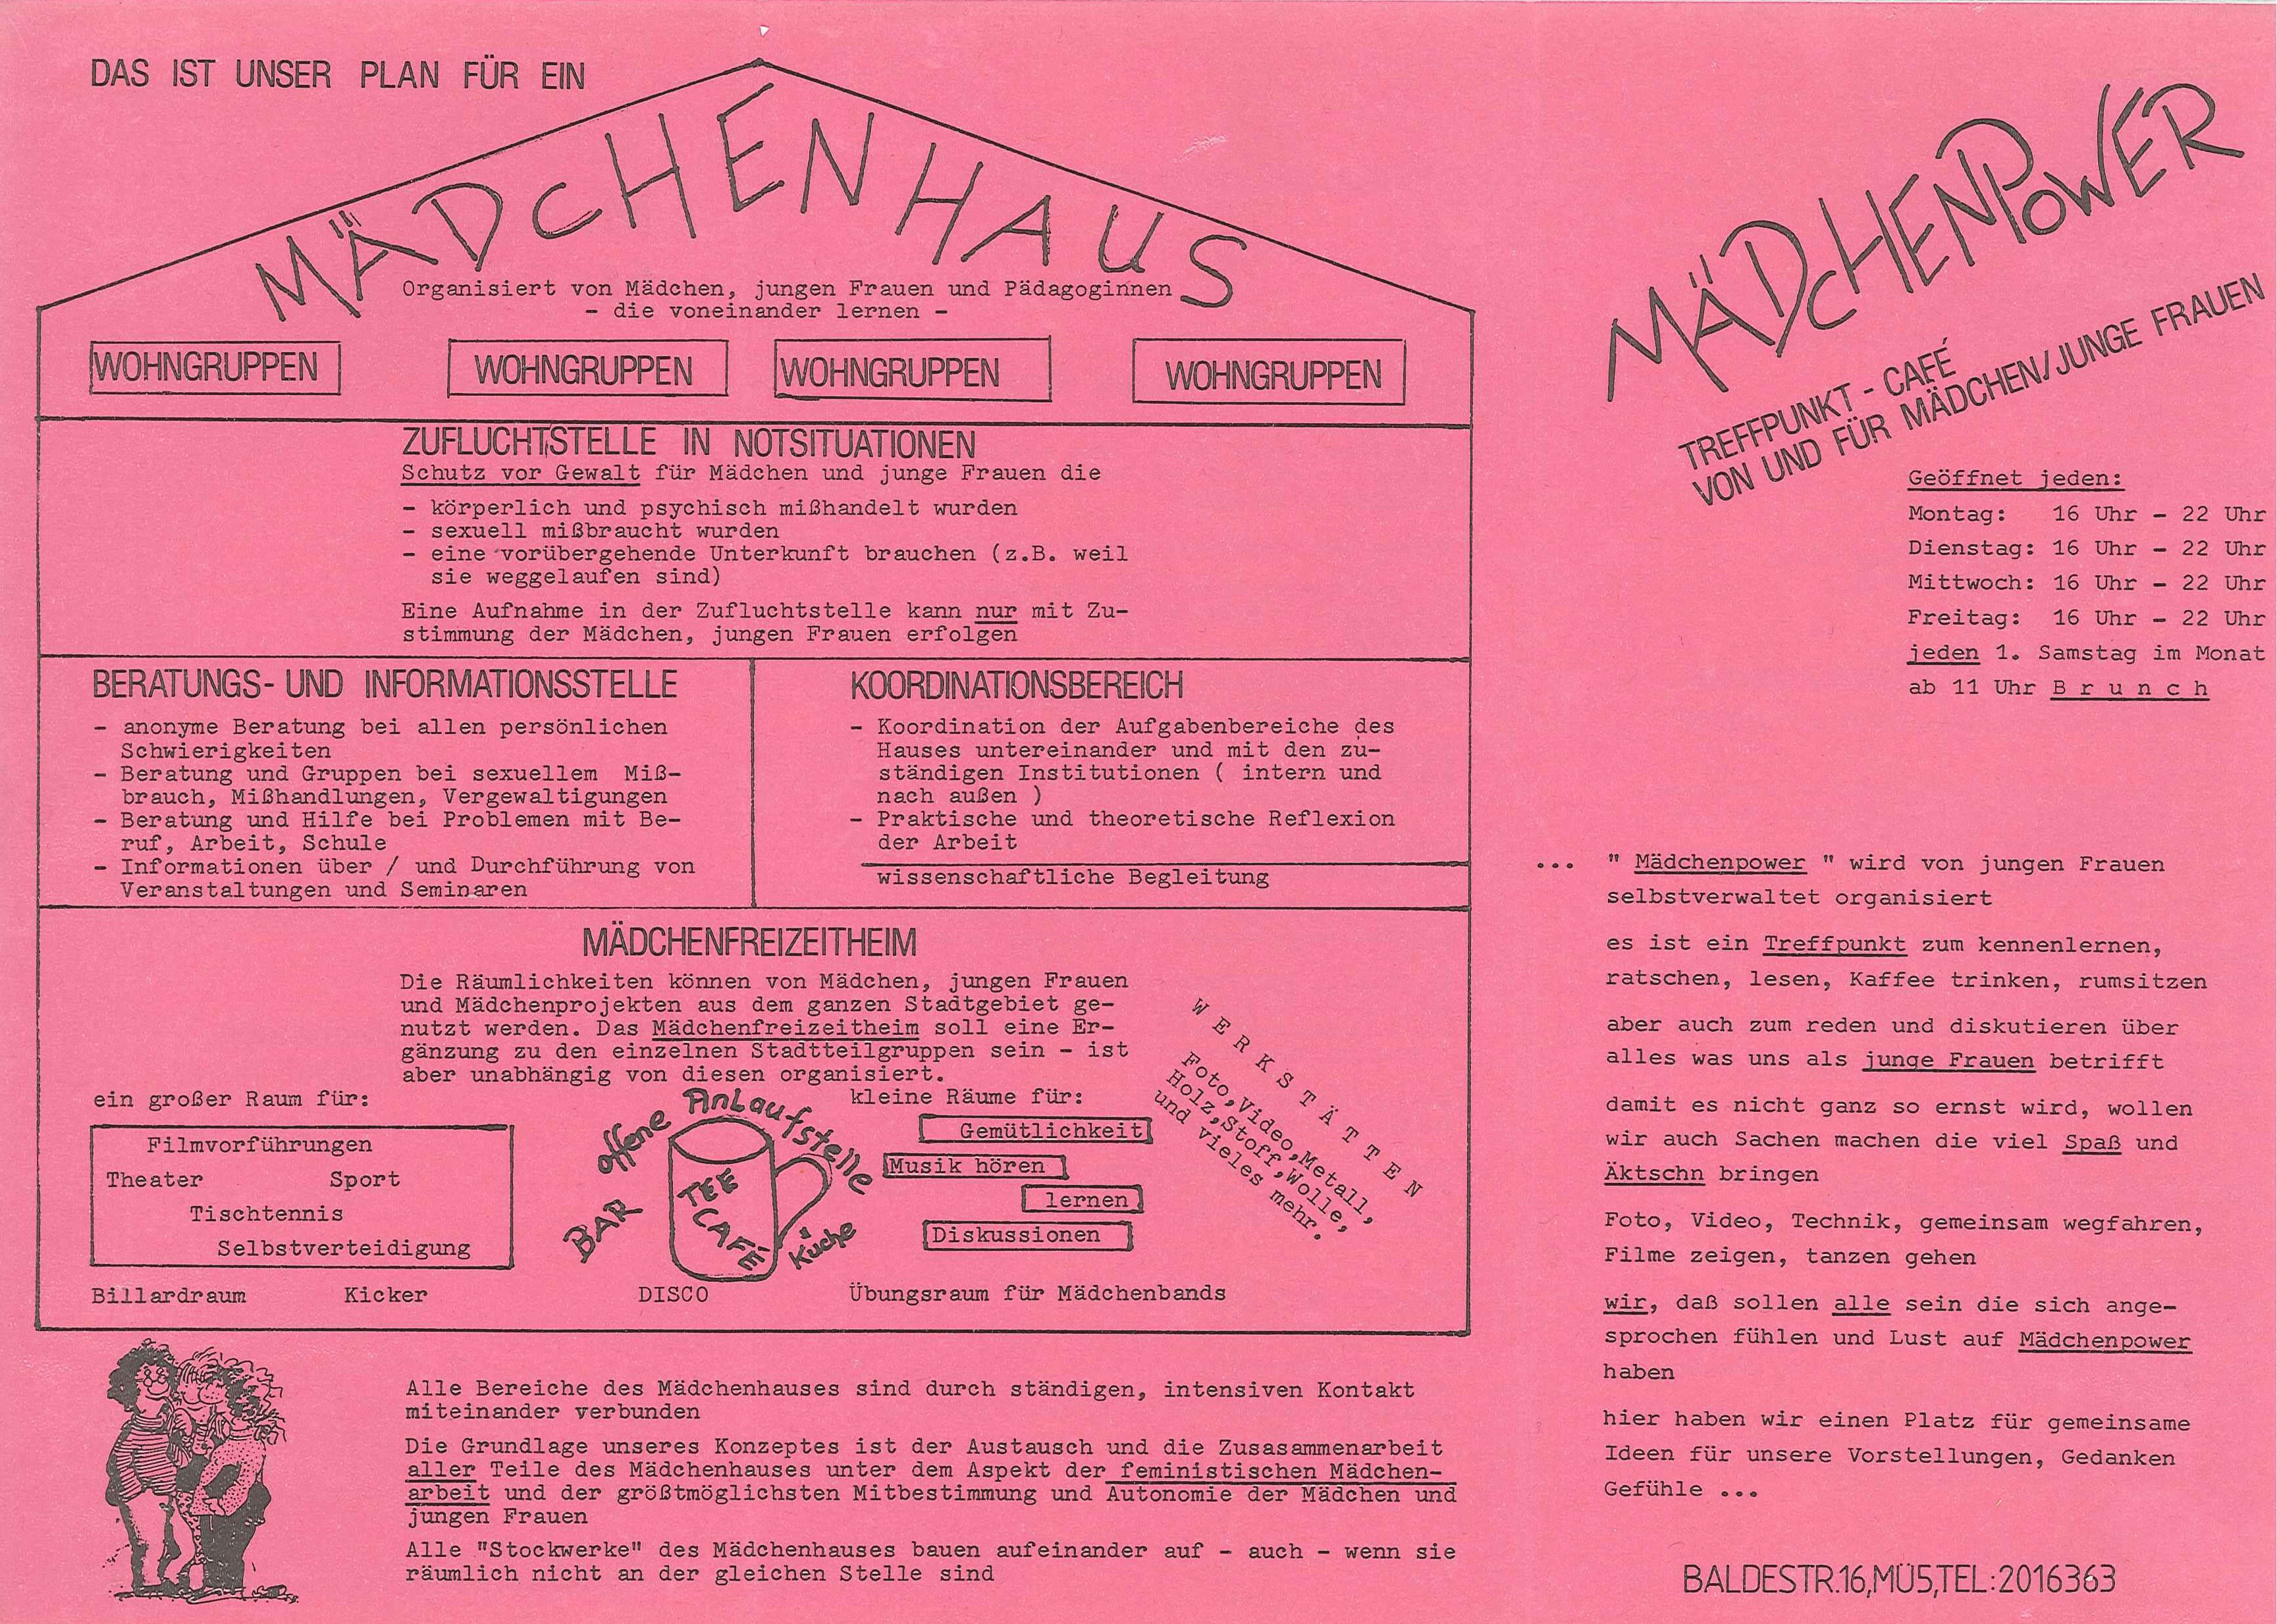 DAS IST UNSER PLAN FÜR EIN
MÄDCHENHAUS
Organisiert von Mädchen, jungen Frauen und Pädagoginnen
- die voneinander lernen -
WOHNGRUPPEN
WOHNGRUPPEN
WOHNGRUPPEN
WOHNGRUPPEN
ZUFLUCHTSTELLE IN NOTSITUATIONEN
Schutz vor Gewalt für Mädchen und junge Frauen die
- körperlich und psychisch mißhandelt wurden
- sexuell mißbraucht wurden
- eine vorübergehende Unterkunft brauchen (z.B. weil
sie weggelaufen sind)
Eine Aufnahme in der Zufluchtstelle kann nur mit Zu-
stimmung der Mädchen, jungen Frauen erfolgen
BERATUNGS- UND INFORMATIONSSTELLE
- anonyme Beratung bei allen persönlichen
Schwierigkeiten
- Beratung und Gruppen bei sexuellem Miß-
brauch, Mißhandlungen, Vergewaltigungen
- Beratung und Hilfe bei Problemen mit Be-
ruf, Arbeit, Schule
- Informationen über / und Durchführung von
Veranstaltungen und Seminaren
KOORDINATIONSBEREICH
- Koordination der Aufgabenbereiche des
Hauses untereinander und mit den zu-
ständigen Institutionen ( intern und
nach außen )
- Praktische und theoretische Reflexion
der Arbeit
wissenschaftliche Begleitung
MÄDCHENFREIZEITHEIM
Die Räumlichkeiten können von Mädchen, jungen Frauen
und Mädchenprojekten aus dem ganzen Stadtgebiet ge-
nutzt werden. Das Mädchenfreizeitheim soll eine Er-
gänzung zu den einzelnen Stadtteilgruppen sein - ist
aber unabhängig von diesen organisiert.
ein großer Raum für:
Filmvorführungen
Theater Sport
Tischtennis
Selbstverteidigung
Billardraum Kicker
offene Anlaufstelle
BAR
TEE
CAFÉ
Küche
DISCO
kleine Räume für:
Gemütlichkeit
Musik hören
lernen
Diskussionen
Übungsraum für Mädchenbands
WERKSTÄTTEN
Foto,Video,Metall,
Holz,Stoff,Wolle,
und vieles mehr.
Alle Bereiche des Mädchenhauses sind durch ständigen, intensiven Kontakt
miteinander verbunden
Die Grundlage unseres Konzeptes ist der Austausch und die Zusasammenarbeit
aller Teile des Mädchenhauses unter dem Aspekt der feministischen Mädchen-
arbeit und der größtmöglichsten Mitbestimmung und Autonomie der Mädchen und
jungen Frauen
Alle "Stockwerke" des Mädchenhauses bauen aufeinander auf - auch - wenn sie
räumlich nicht an der gleichen Stelle sind
MÄDCHENPOWER
TREFFPUNKT - CAFÉ
VON UND FÜR MÄDCHEN/JUNGE FRAUEN
Geöffnet jeden:
Montag: 16 Uhr - 22 Uhr
Dienstag: 16 Uhr - 22 Uhr
Mittwoch: 16 Uhr - 22 Uhr
Freitag: 16 Uhr - 22 Uhr
jeden 1. Samstag im Monat
ab 11 Uhr B r u n c h
... " Mädchenpower " wird von jungen Frauen
selbstverwaltet organisiert
es ist ein Treffpunkt zum kennenlernen,
ratschen, lesen, Kaffee trinken, rumsitzen
aber auch zum reden und diskutieren über
alles was uns als junge Frauen betrifft
damit es nicht ganz so ernst wird, wollen
wir auch Sachen machen die viel Spaß und
Äktschn bringen
Foto, Video, Technik, gemeinsam wegfahren,
Filme zeigen, tanzen gehen
wir, daß sollen alle sein die sich ange-
sprochen fühlen und Lust auf Mädchenpower
haben
hier haben wir einen Platz für gemeinsame
Ideen für unsere Vorstellungen, Gedanken
Gefühle ...
BALDESTR.16,MÜ5,TEL:2016363